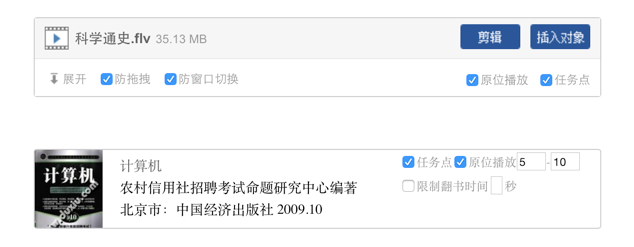 科学通史.flv 35.13 MB 剪辑 插入对象
展开 防拖拽 防窗口切换 原位播放 任务点
计算机
计算机 任务点 原位播放 5 - 10
限制翻书时间 秒
农村信用社招聘考试命题研究中心编著
北京市：中国经济出版社 2009.10